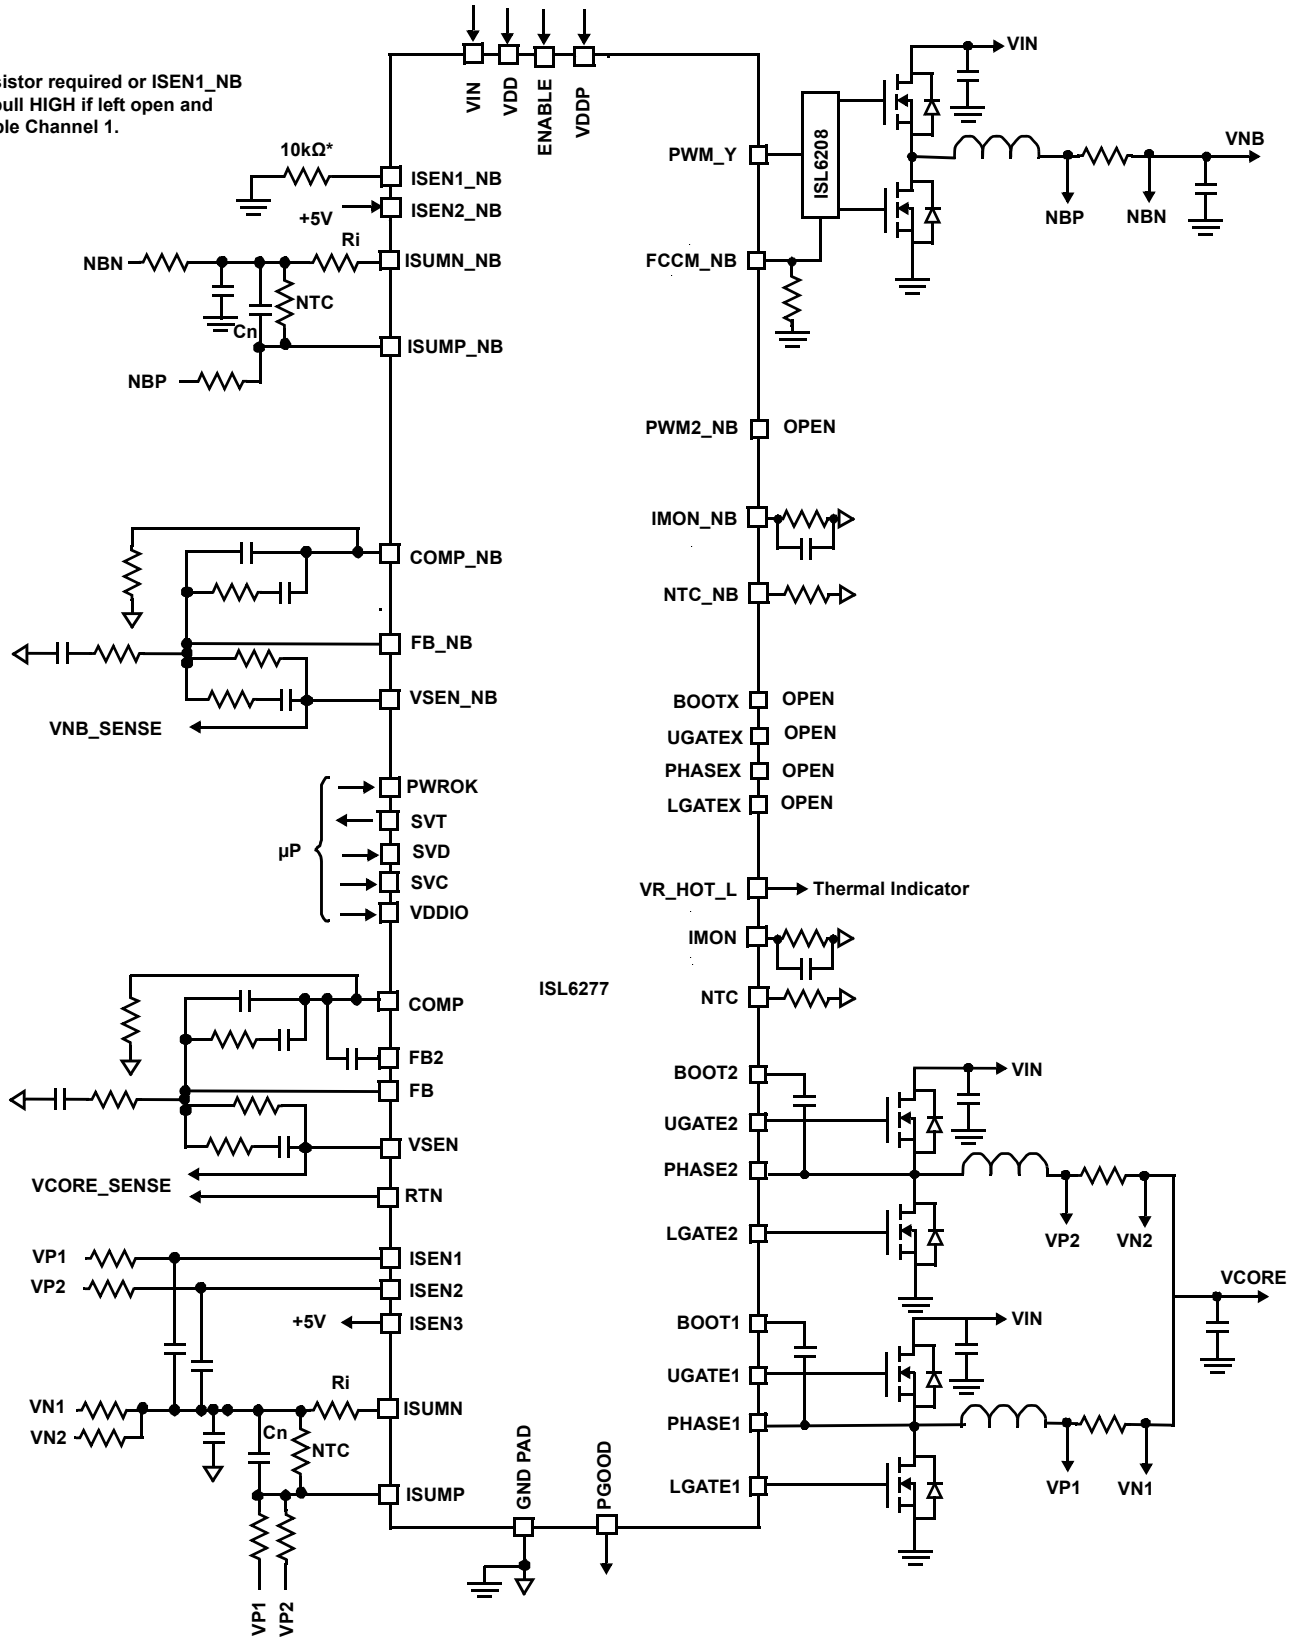 sistor required or ISEN1_NB
pull HIGH if left open and
ple Channel 1.
VIN
VDD
ENABLE
VDDP
10kΩ*
ISEN1_NB
+5V
ISEN2_NB
Ri
NBN
ISUMN_NB
NTC
Cn
ISUMP_NB
NBP
COMP_NB
FB_NB
VSEN_NB
VNB_SENSE
PWROK
SVT
µP
SVD
SVC
VDDIO
COMP
FB2
FB
VSEN
VCORE_SENSE
RTN
VP1
ISEN1
VP2
ISEN2
+5V
ISEN3
Ri
VN1
ISUMN
VN2
Cn
NTC
ISUMP
VP1
VP2
ISL6277
GND PAD
PGOOD
PWM_Y
ISL6208
VIN
VNB
NBP
NBN
FCCM_NB
PWM2_NB
OPEN
IMON_NB
NTC_NB
BOOTX
OPEN
UGATEX
OPEN
PHASEX
OPEN
LGATEX
OPEN
VR_HOT_L
Thermal Indicator
IMON
NTC
BOOT2
VIN
UGATE2
PHASE2
LGATE2
VP2
VN2
VCORE
BOOT1
VIN
UGATE1
PHASE1
LGATE1
VP1
VN1